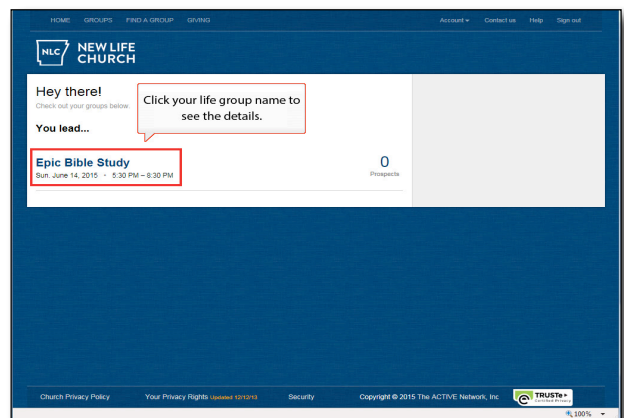 HOME GROUPS FIND A GROUP GIVING Account Contact us Help Sign out
NLC NEW LIFE
CHURCH
Hey there!
Check out your groups below.
You lead...
Click your life group name to
see the details.
Epic Bible Study
Sun. June 14, 2015 • 5:30 PM – 8:30 PM
0
Prospects
Church Privacy Policy Your Privacy Rights Updated 12/12/13 Security Copyright © 2015 The ACTIVE Network, Inc
TRUSTe
Certified Privacy
100%